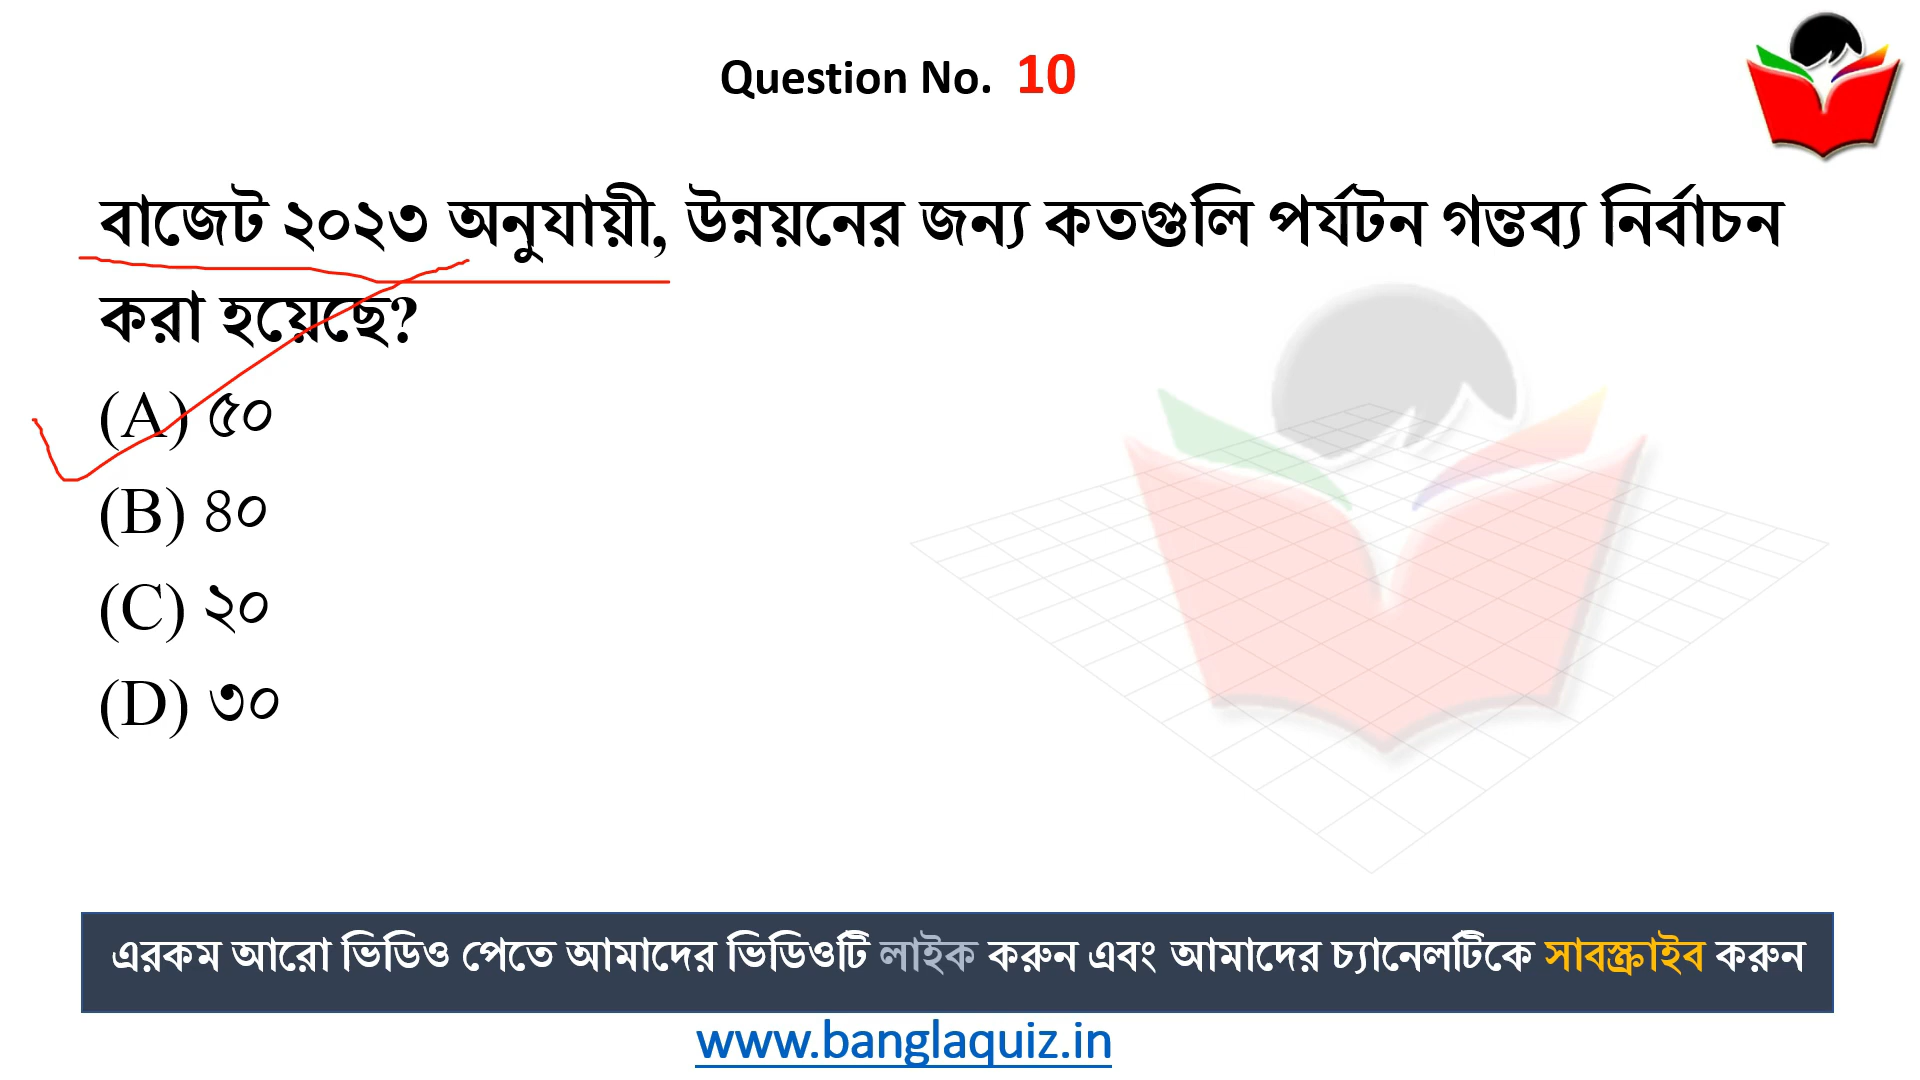 Question No. 10
বাজেট ২০২৩ অনুযায়ী, উন্নয়নের জন্য কতগুলি পর্যটন গন্তব্য নির্বাচন
করা হয়েছে?
(A) ৫০
(B) ৪০
(C) ২০
(D) ৩০
এরকম আরো ভিডিও পেতে আমাদের ভিডিওটি লাইক করুন এবং আমাদের চ্যানেলটিকে সাবস্ক্রাইব করুন
www.banglaquiz.in